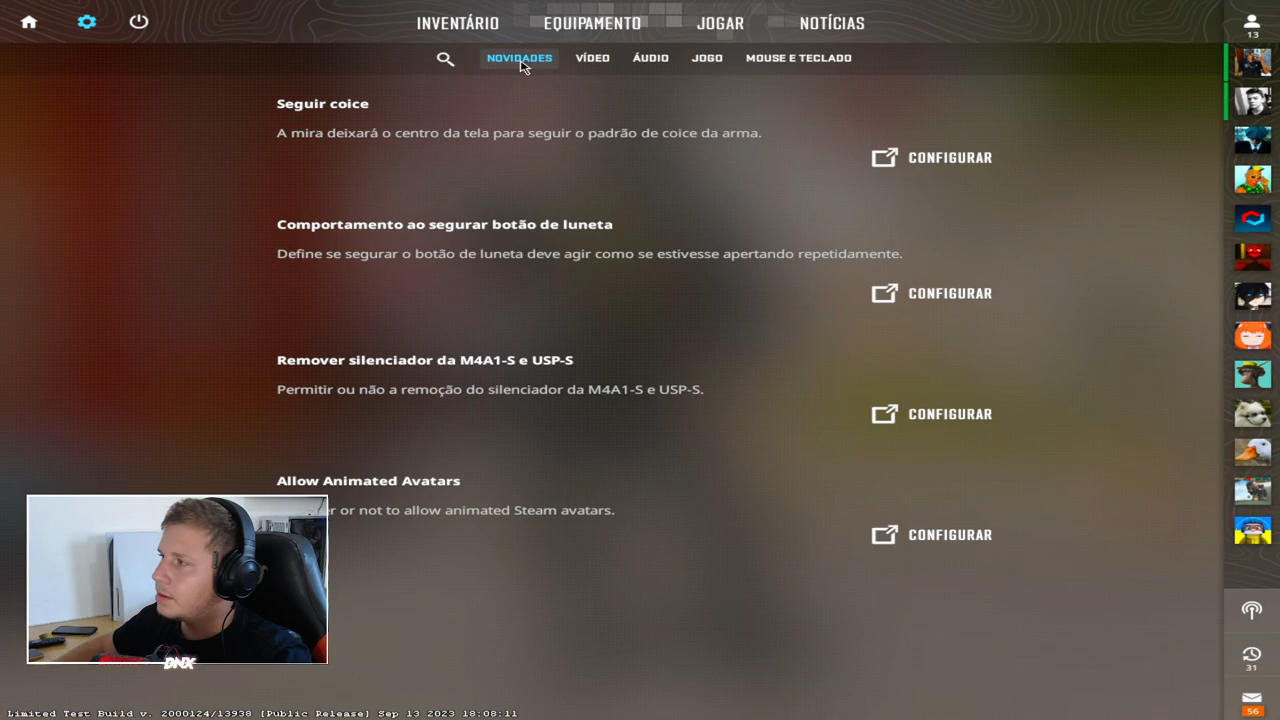 INVENTÁRIO EQUIPAMENTO JOGAR NOTÍCIAS
13
NOVIDADES VÍDEO ÁUDIO JOGO MOUSE E TECLADO
Seguir coice
A mira deixará o centro da tela para seguir o padrão de coice da arma.
CONFIGURAR
Comportamento ao segurar botão de luneta
Define se segurar o botão de luneta deve agir como se estivesse apertando repetidamente.
CONFIGURAR
Remover silenciador da M4A1-S e USP-S
Permitir ou não a remoção do silenciador da M4A1-S e USP-S.
CONFIGURAR
Allow Animated Avatars
er or not to allow animated Steam avatars.
CONFIGURAR
DNX
31
56
Limited Test Build v. 2000124/13938 [Public Release] Sep 13 2023 18:08:11